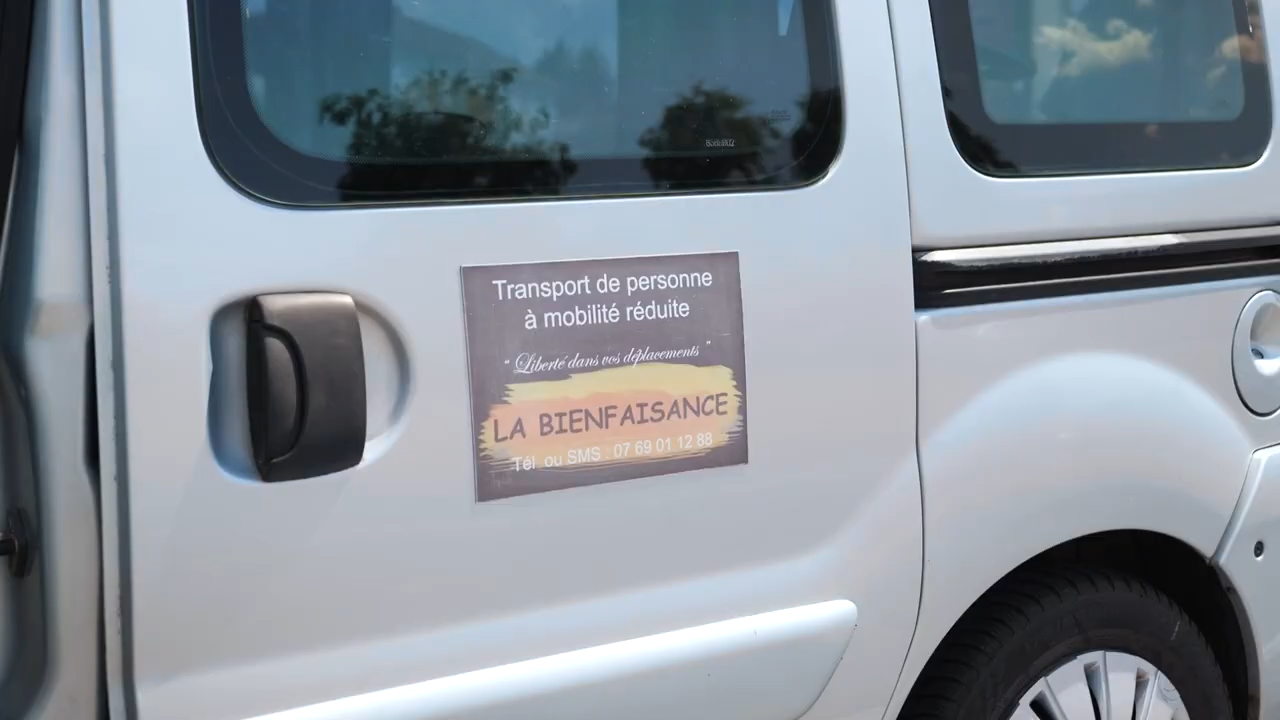 Transport de personne
à mobilité réduite
" Liberté dans vos déplacements "
LA BIENFAISANCE
Tél ou SMS : 07 69 01 12 88